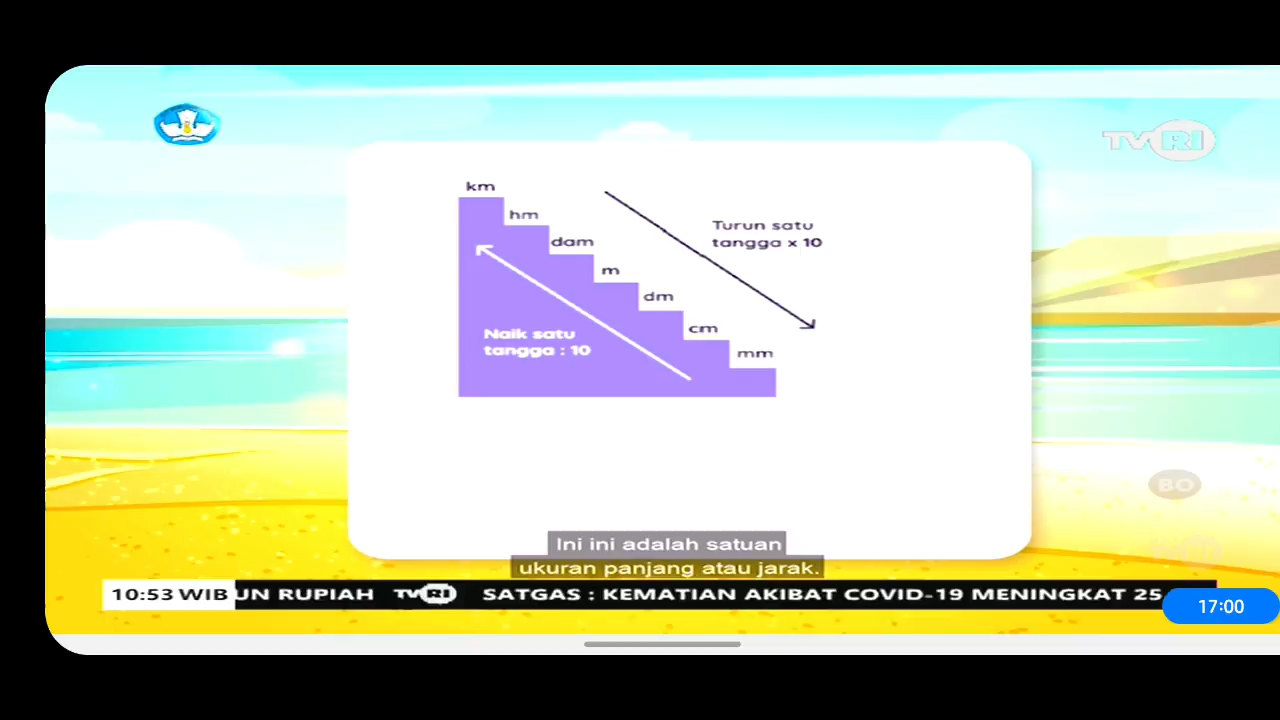 TVRI
km
hm
dam
m
dm
cm
mm
Turun satu
tangga x 10
Naik satu
tangga : 10
BO
Ini ini adalah satuan
ukuran panjang atau jarak.
10:53 WIB UN RUPIAH TVRI SATGAS : KEMATIAN AKIBAT COVID-19 MENINGKAT 25
17:00